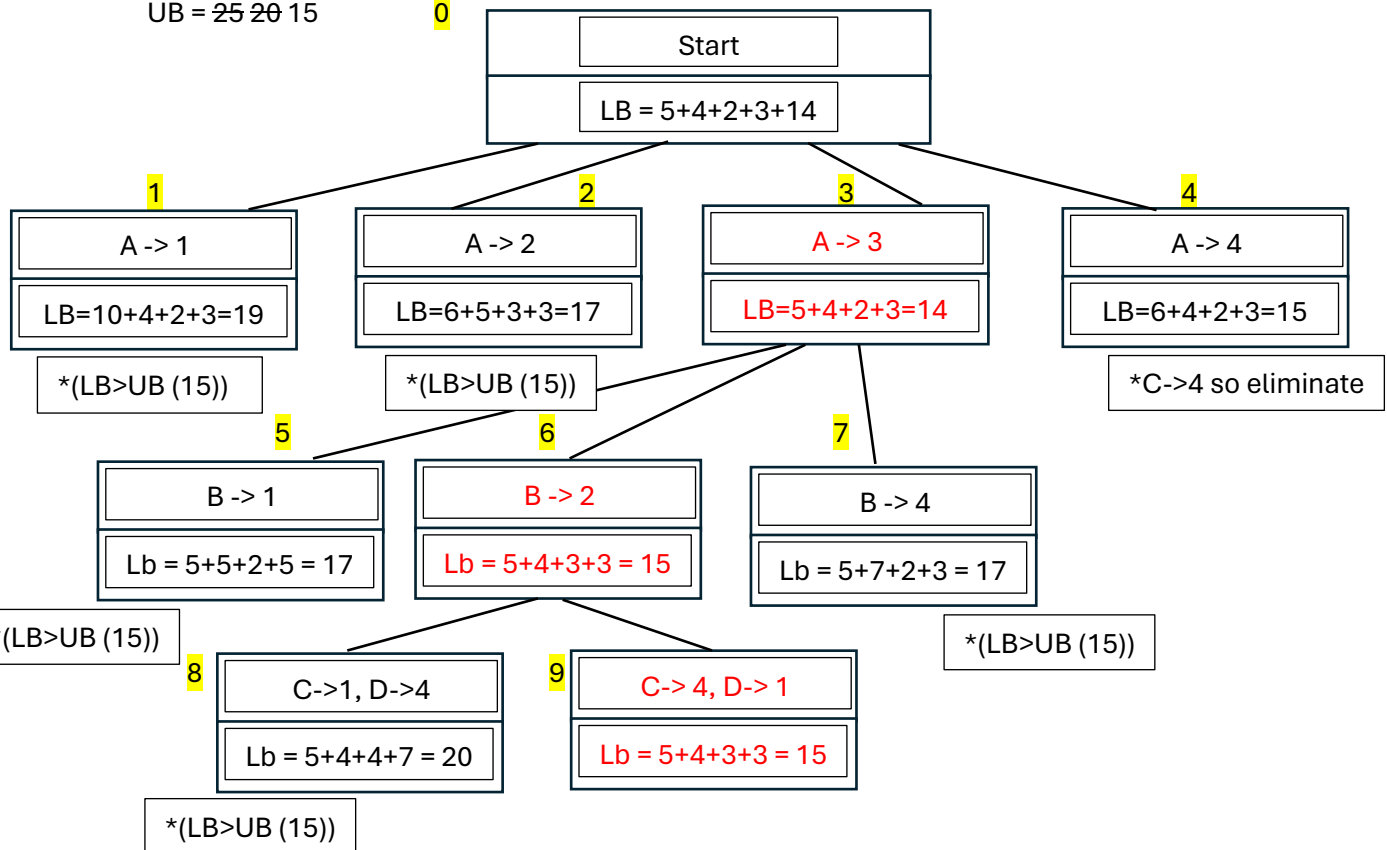 UB = 25 20 15
0
Start
LB = 5+4+2+3+14
1
2
3
4
A -> 1
A -> 2
A -> 3
A -> 4
LB=10+4+2+3=19
LB=6+5+3+3=17
LB=5+4+2+3=14
LB=6+4+2+3=15
*(LB>UB (15))
*(LB>UB (15))
*C->4 so eliminate
5
6
7
B -> 1
B -> 2
B -> 4
Lb = 5+5+2+5 = 17
Lb = 5+4+3+3 = 15
Lb = 5+7+2+3 = 17
(LB>UB (15))
*(LB>UB (15))
8
9
C->1, D->4
C-> 4, D-> 1
Lb = 5+4+4+7 = 20
Lb = 5+4+3+3 = 15
*(LB>UB (15))